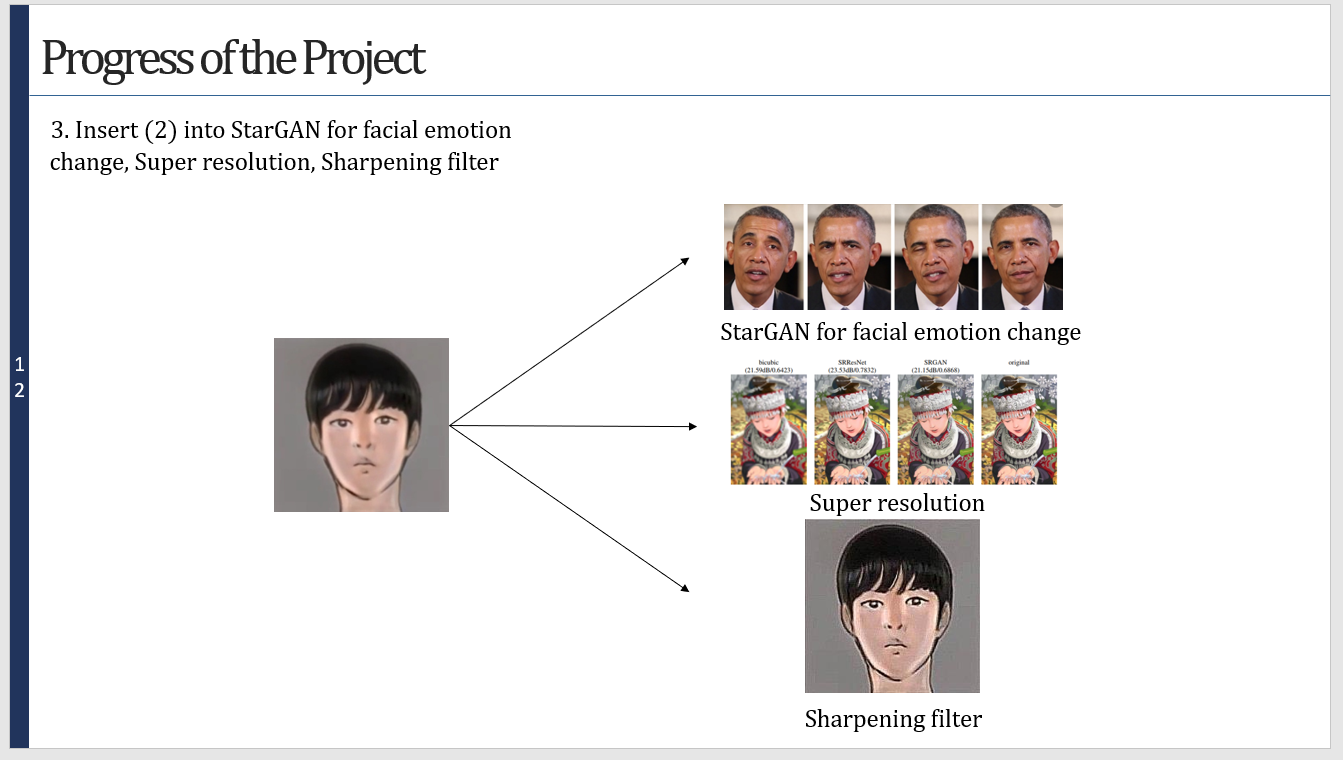 Progress of the Project
3. Insert (2) into StarGAN for facial emotion
change, Super resolution, Sharpening filter
StarGAN for facial emotion change
bicubic
(21.59dB/0.6423)
SRResNet
(23.53dB/0.7832)
SRGAN
(21.15dB/0.6868)
original
Super resolution
Sharpening filter
1
2